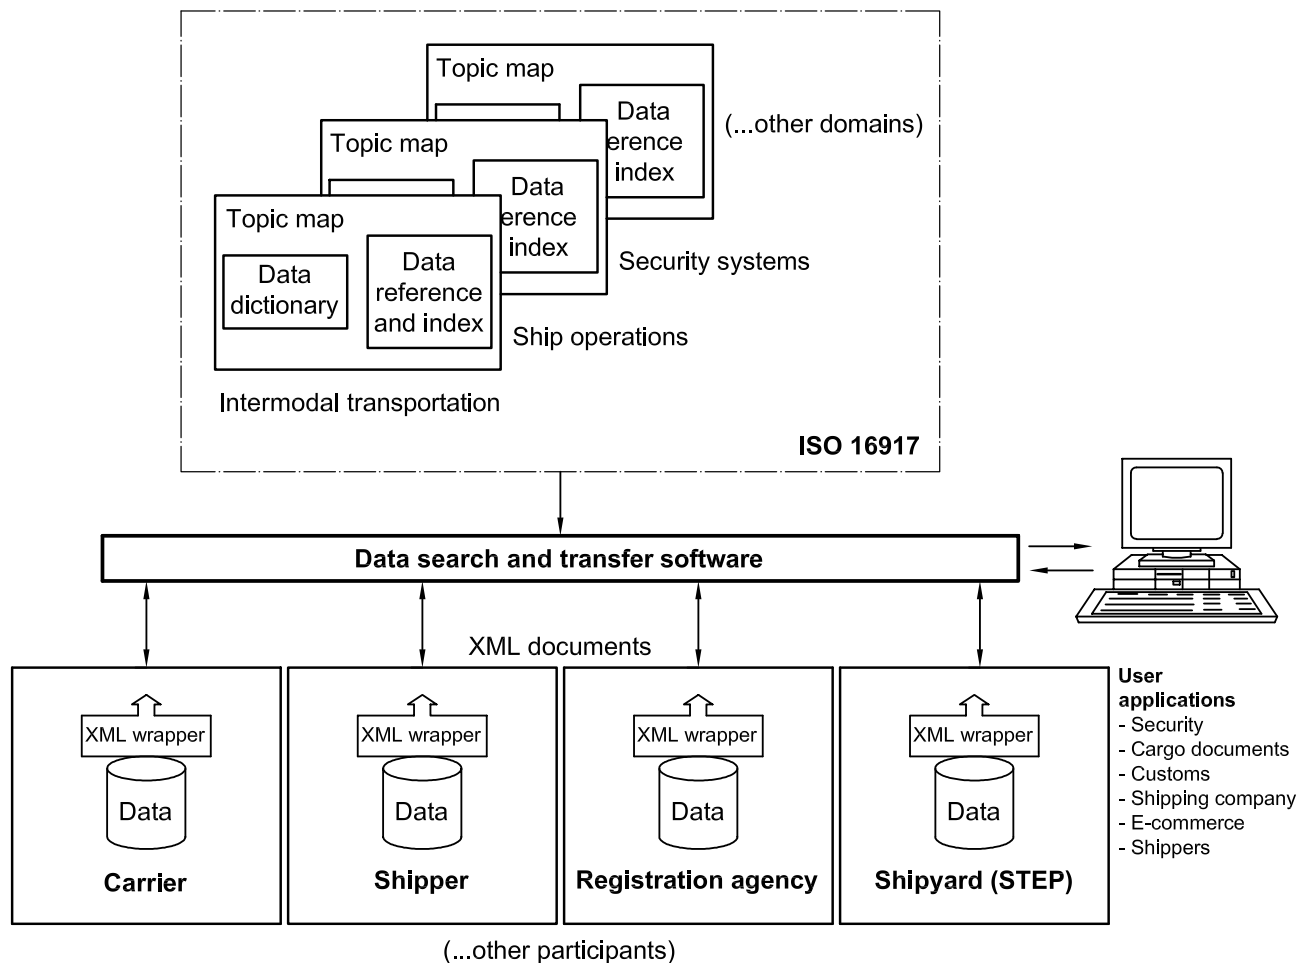 Topic map
Data
erence
index
(...other domains)
Topic map
Data
erence
index
Security systems
Topic map
Data
dictionary
Data
reference
and index
Ship operations
Intermodal transportation
ISO 16917
Data search and transfer software
XML documents
XML wrapper
Data
Carrier
XML wrapper
Data
Shipper
XML wrapper
Data
Registration agency
XML wrapper
Data
Shipyard (STEP)
User
applications
- Security
- Cargo documents
- Customs
- Shipping company
- E-commerce
- Shippers
(...other participants)